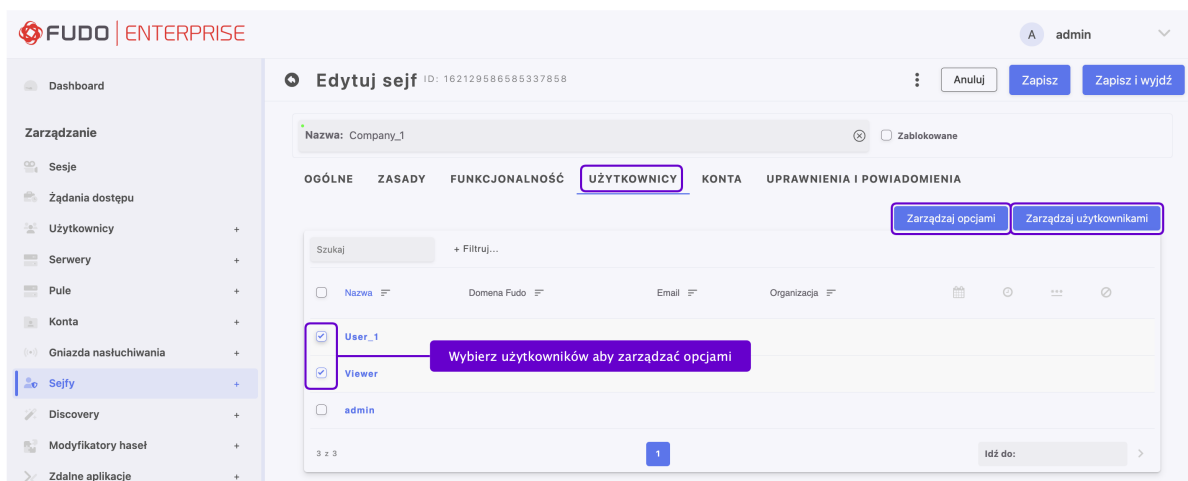 FUDO | ENTERPRISE
A admin
Dashboard
Edytuj sejf ID: 162129586585337858
Anuluj
Zapisz
Zapisz i wyjdź
Zarządzanie
Nazwa: Company_1
Zablokowane
Sesje
Żądania dostępu
Użytkownicy +
Serwery +
Pule +
Konta +
Gniazda nasłuchiwania +
Sejfy +
Discovery +
Modyfikatory haseł +
Zdalne aplikacje +
OGÓLNE ZASADY FUNKCJONALNOŚĆ UŻYTKOWNICY KONTA UPRAWNIENIA I POWIADOMIENIA
Zarządzaj opcjami
Zarządzaj użytkownikami
Szukaj
+ Filtruj...
Nazwa Domena Fudo Email Organizacja
User_1
Wybierz użytkowników aby zarządzać opcjami
Viewer
admin
3 z 3
1
Idź do: